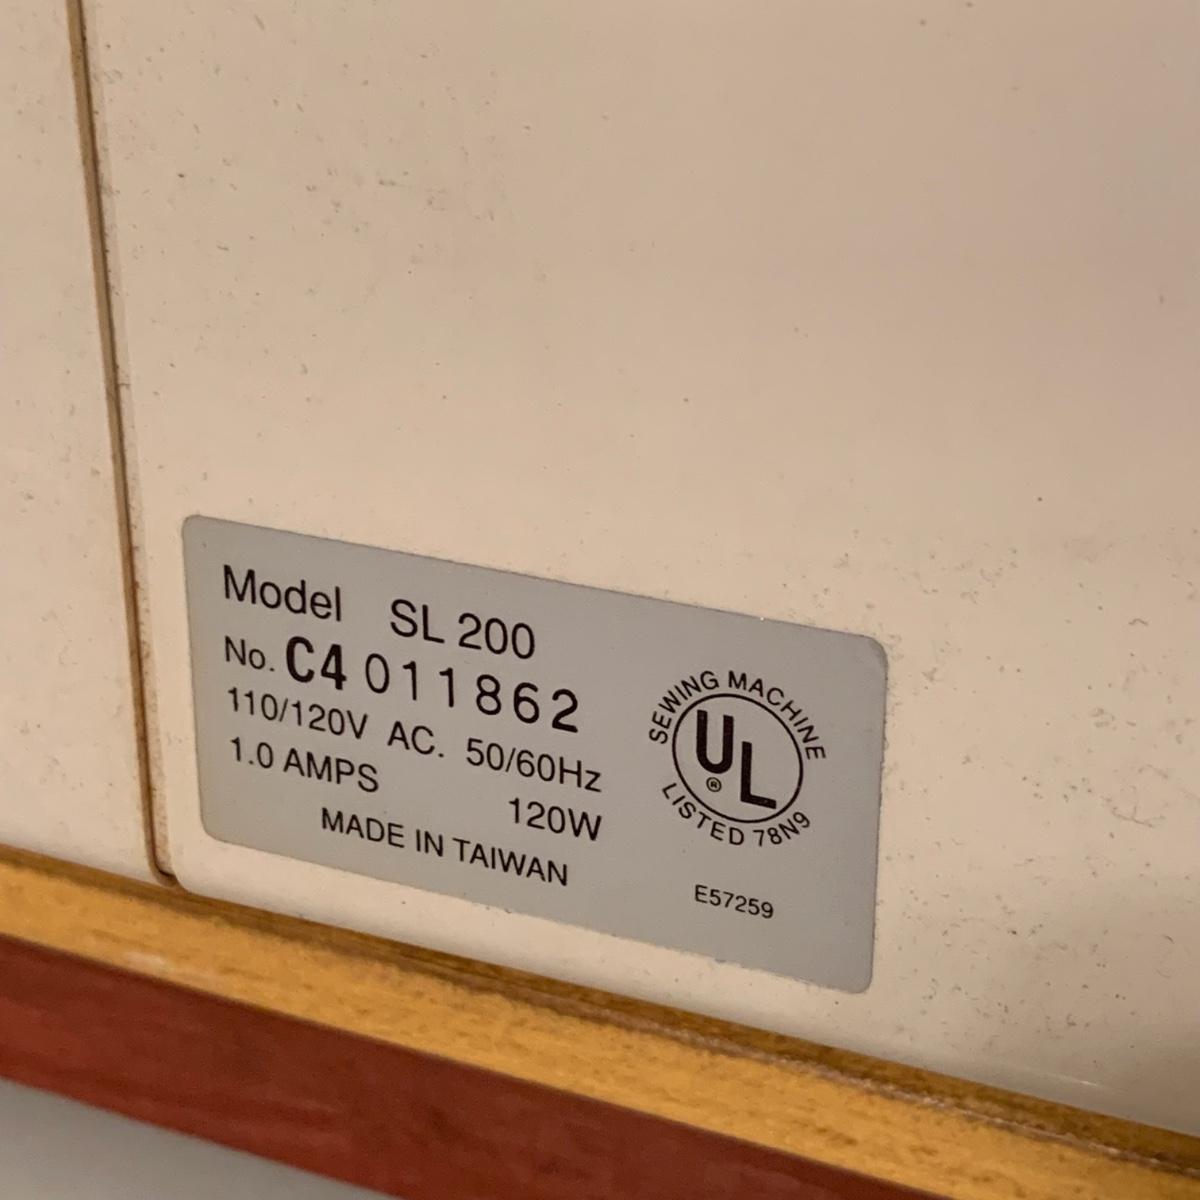 Model SL 200
No. C4 011862
110/120V AC. 50/60Hz
1.0 AMPS 120W
MADE IN TAIWAN
SEWING MACHINE
UL
®
LISTED 78N9
E57259